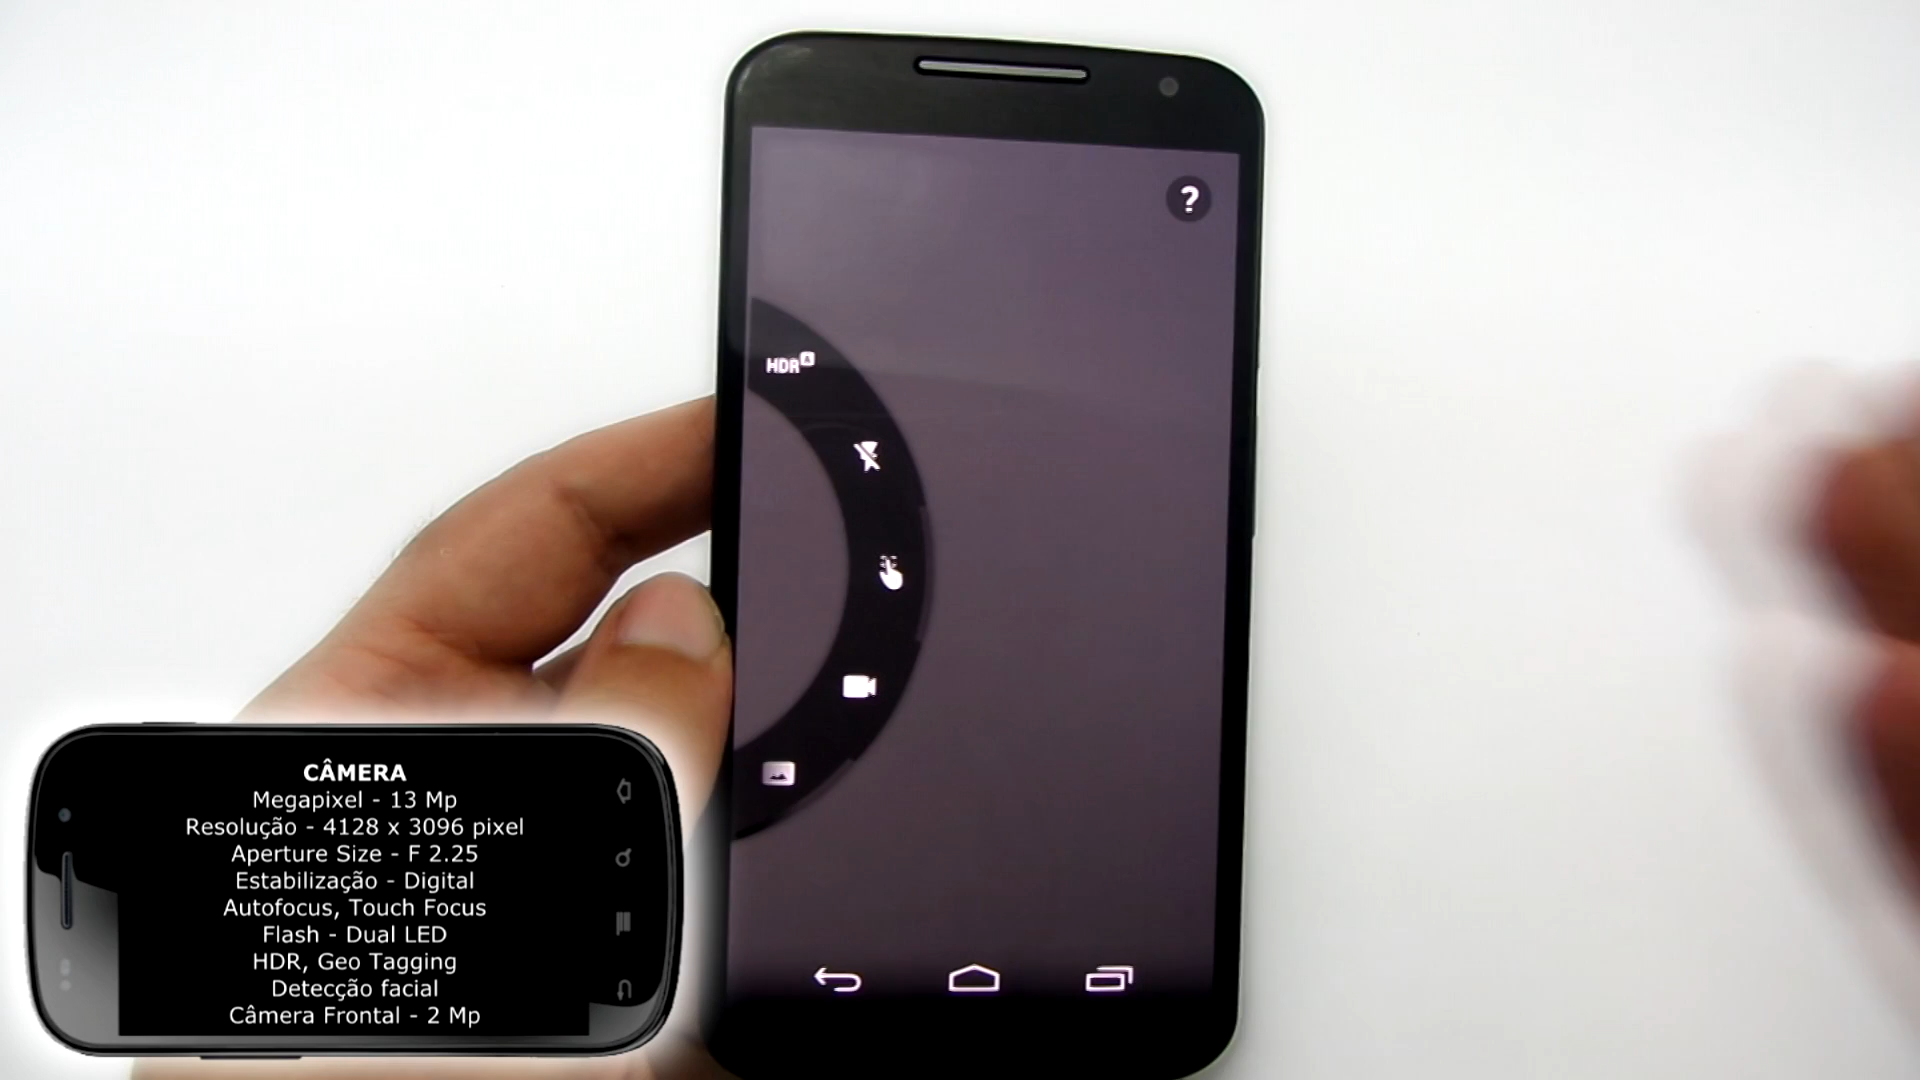 ?
HDR A
CÂMERA
Megapixel - 13 Mp
Resolução - 4128 x 3096 pixel
Aperture Size - F 2.25
Estabilização - Digital
Autofocus, Touch Focus
Flash - Dual LED
HDR, Geo Tagging
Detecção facial
Câmera Frontal - 2 Mp